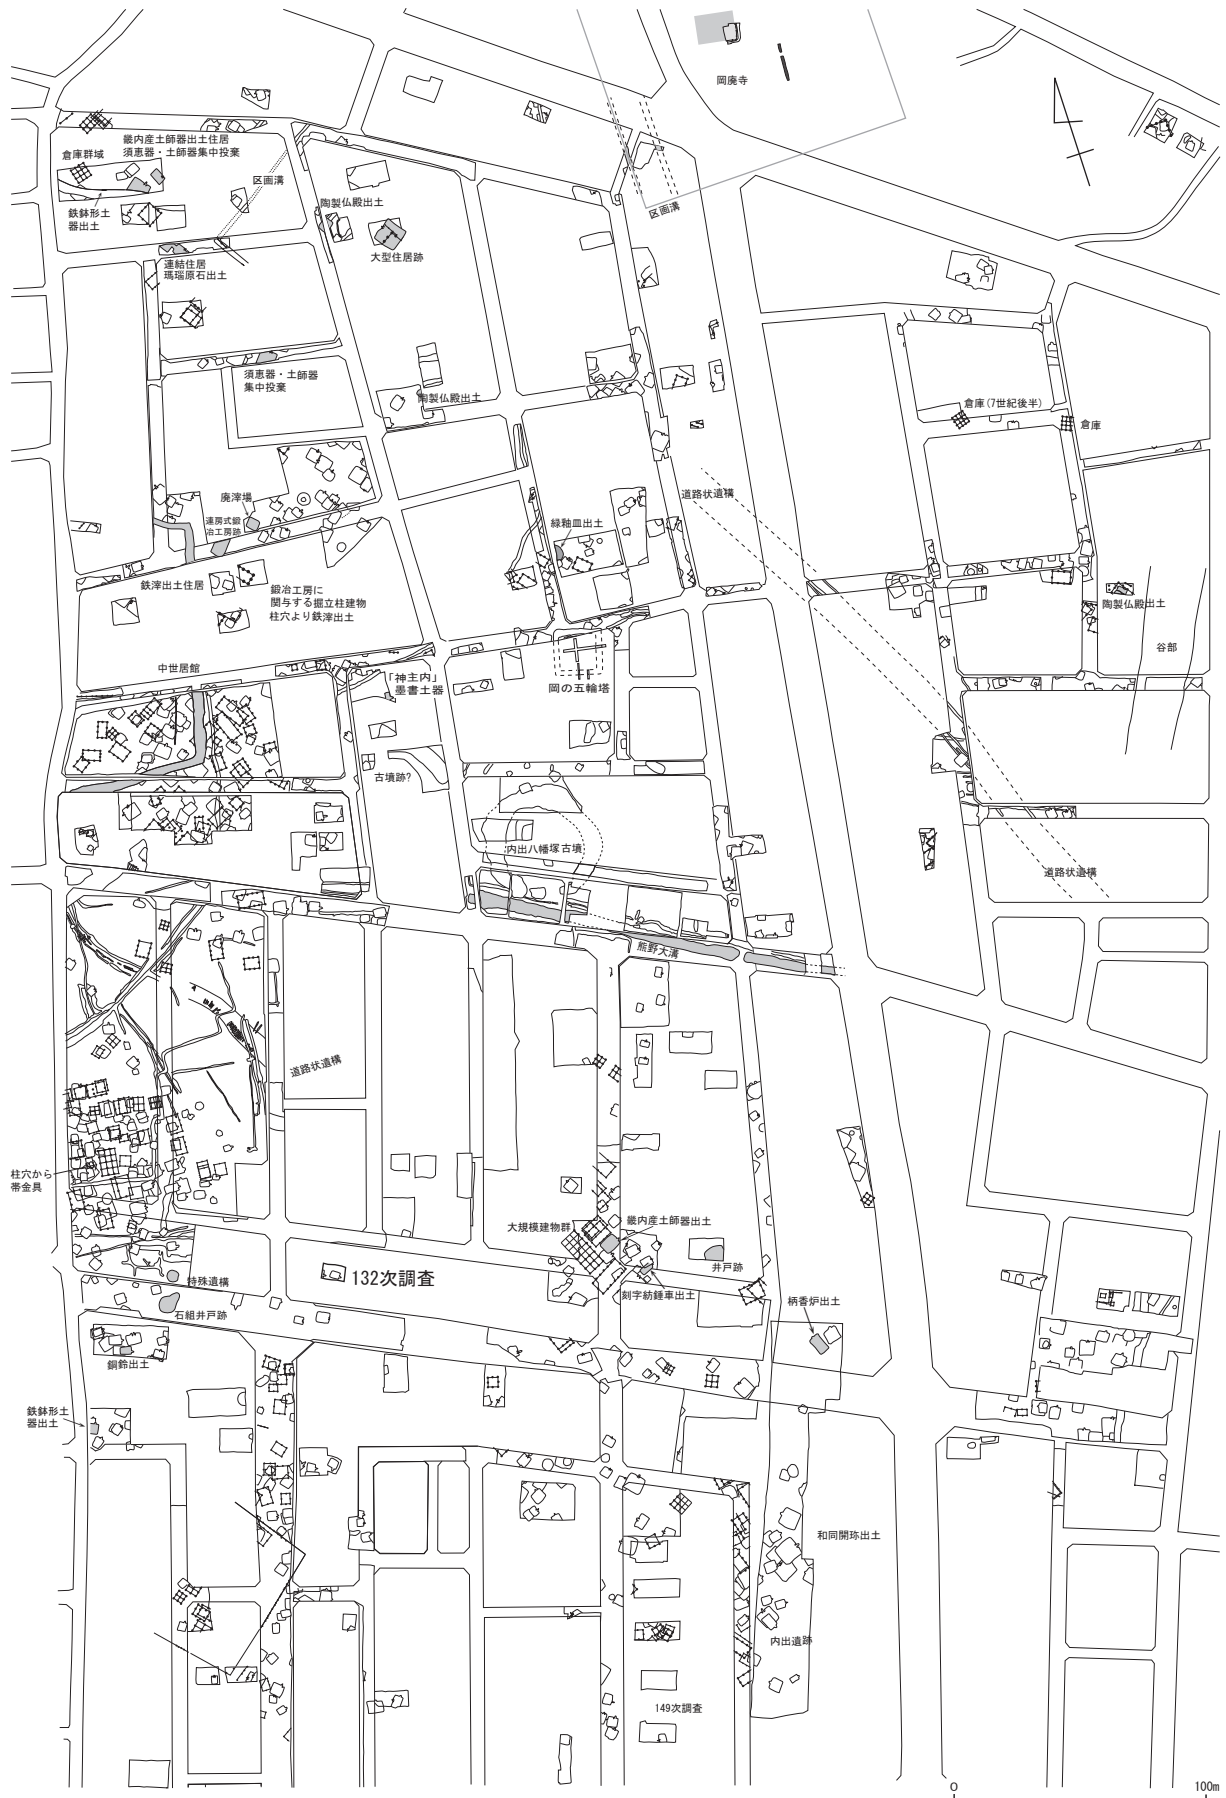 岡廃寺
畿内産土師器出土住居
須恵器・土師器集中投棄
倉庫群域
区画溝
鉄鉢形土
器出土
陶製仏殿出土
大型住居跡
区画溝
連結住居
瑪瑙原石出土
須恵器・土師器
集中投棄
陶製仏殿出土
倉庫(7世紀後半)
倉庫
廃滓場
連房式鍛
冶工房跡
道路状遺構
緑釉皿出土
鉄滓出土住居
鍛冶工房に
関与する掘立柱建物
柱穴より鉄滓出土
陶製仏殿出土
谷部
中世居館
「神主内」
墨書土器
岡の五輪塔
古墳跡?
内出八幡塚古墳
道路状遺構
熊野大溝
道路状遺構
柱穴から
帯金具
大規模建物群
畿内産土師器出土
井戸跡
132次調査
特殊遺構
刻字紡錘車出土
石組井戸跡
柄香炉出土
銅鈴出土
鉄鉢形土
器出土
和同開珎出土
内出遺跡
149次調査
0
100m